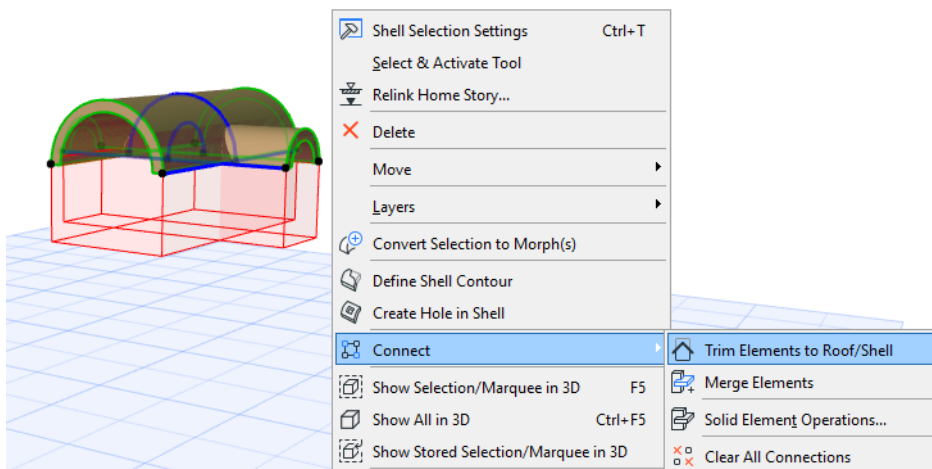 Shell Selection Settings Ctrl+T
Select & Activate Tool
Relink Home Story...
Delete
Move
Layers
Convert Selection to Morph(s)
Define Shell Contour
Create Hole in Shell
Connect
Show Selection/Marquee in 3D F5
Show All in 3D Ctrl+F5
Show Stored Selection/Marquee in 3D
Trim Elements to Roof/Shell
Merge Elements
Solid Element Operations...
Clear All Connections